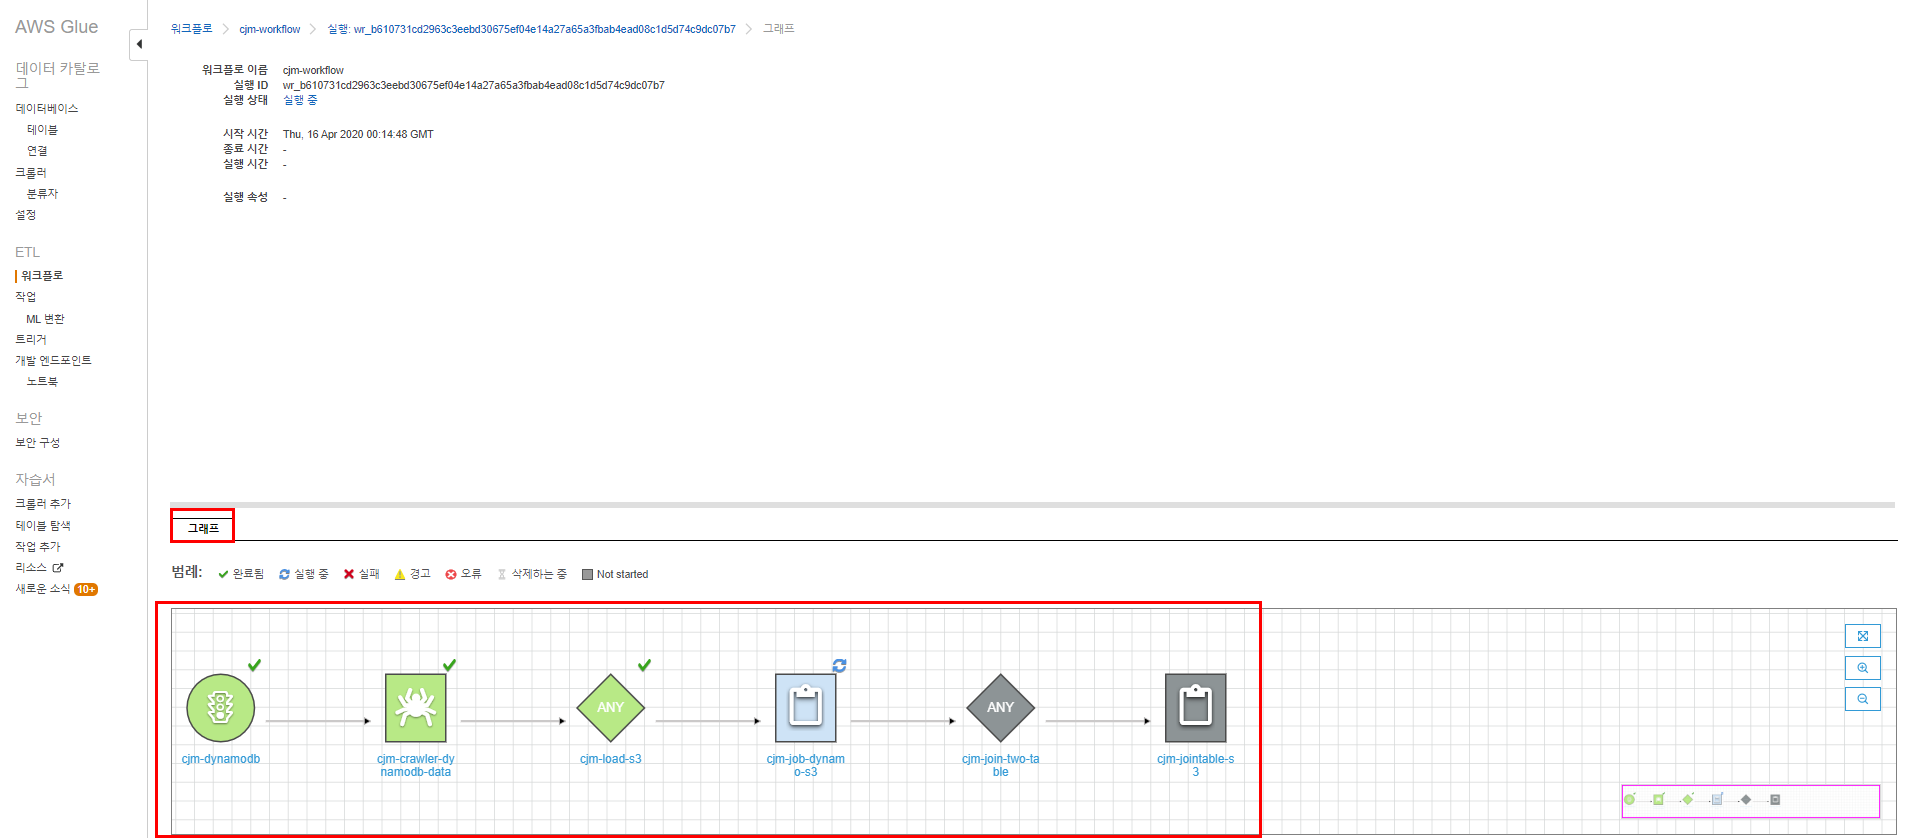 AWS Glue
데이터 카탈로
그
데이터베이스
테이블
연결
크롤러
분류자
설정
ETL
워크플로
작업
ML 변환
트리거
개발 엔드포인트
노트북
보안
보안 구성
자습서
크롤러 추가
테이블 탐색
작업 추가
리소스
새로운 소식 10+
워크플로 cjm-workflow 실행: wr_b610731cd2963c3eebd30675ef04e14a27a65a3fbab4ead08c1d5d74c9dc07b7 그래프
워크플로 이름 cjm-workflow
실행 ID wr_b610731cd2963c3eebd30675ef04e14a27a65a3fbab4ead08c1d5d74c9dc07b7
실행 상태 실행 중
시작 시간 Thu, 16 Apr 2020 00:14:48 GMT
종료 시간 -
실행 시간 -
실행 속성 -
그래프
범례: 완료됨 실행 중 실패 경고 오류 삭제하는 중 Not started
ANY ANY
cjm-dynamodb
cjm-crawler-dy
namodb-data
cjm-load-s3
cjm-job-dynam
o-s3
cjm-join-two-ta
ble
cjm-jointable-s
3